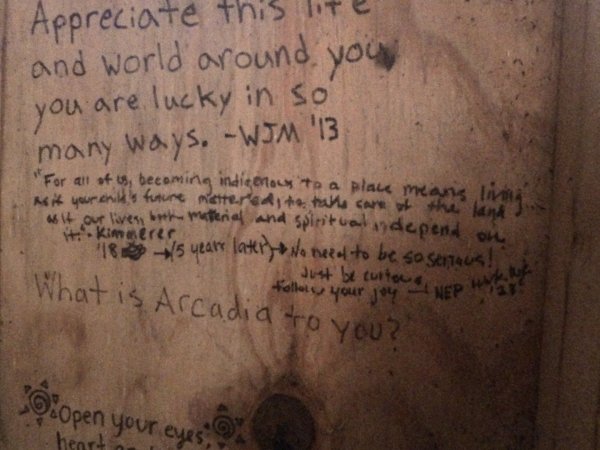 Appreciate this life
and world around you
you are lucky in so
many ways. -WJM '13
"For all of us, becoming indigenous to a place means living
as if your child's future mattered, to take care of the land
as if our lives, both material and spiritual depend on
it." - Kimmerer
'18 → (5 years later) → No need to be so serious!
Just be curious
follow your joy - NEP '23
What is Arcadia to you?
Open your eyes,
heart